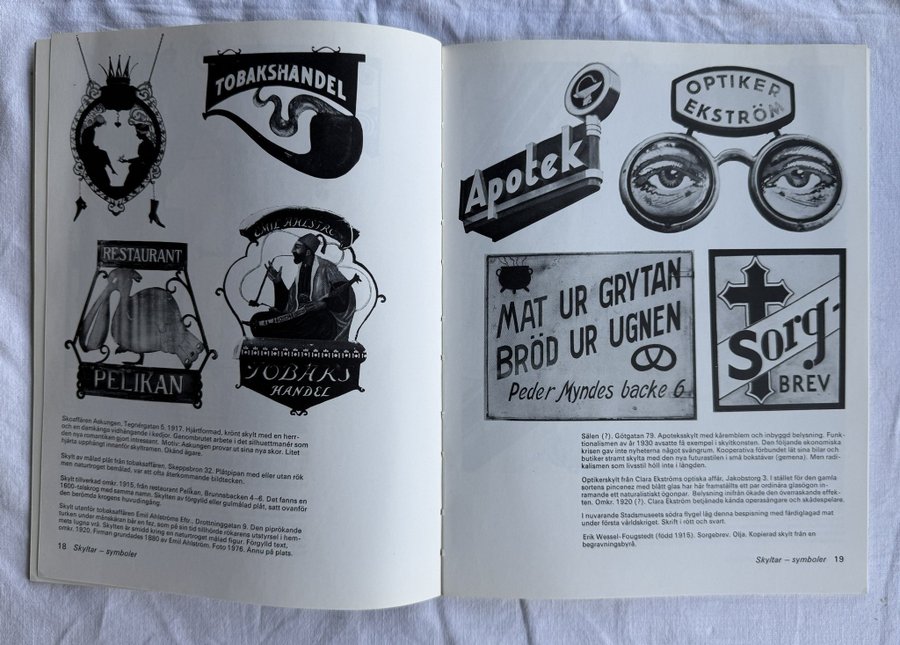 TOBAKSHANDEL
RESTAURANT
PELIKAN
EMIL AHLSTRÖ
TOBAKS
HANDEL
Skoaffären Askungen, Tegnérgatan 5, 1917. Hjärtformad, krönt skylt med en herr-
och en damkänga vidhängande i kedjor. Genombrutet arbete i det silhuettmanér som
den nya romantiken gjort intressant. Motiv: Askungen provar ut sina nya skor. Litet
hjärta upphängt innanför skyltramen. Okänd ägare.
Skylt av målad plåt från tobaksaffären, Skeppsbron 32. Plåtpipan med eller utan rök
men naturtroget bemålad, var ett ofta återkommande bildtecken.
Skylt tillverkad omkr. 1915, från restaurant Pelikan, Brunnsbacken 4–6. Det fanns en
1600-talskrog med samma namn. Skylten av förgylld eller gulmålad plåt, satt ovanför
den berömda krogens huvudingång.
Skylt utanför tobaksaffären Emil Ahlströms Eftr., Drottninggatan 9. Den piprökande
turken under månskäran bär en fez, som på sin tid tillhörde rökarens utstyrsel i hem-
mets lugna vrå. Skylten är smidd kring en naturtroget målad figur. Förgylld text,
omkr. 1920. Firman grundades 1880 av Emil Ahlström. Foto 1976. Ännu på plats.
18 Skyltar – symboler
Apotek
OPTIKER
EKSTRÖM
MAT UR GRYTAN
BRÖD UR UGNEN
Peder Myndes backe 6
Sorg-
BREV
Sälen (?). Götgatan 79. Apoteksskylt med kåremblem och inbyggd belysning. Funk-
tionalismen av år 1930 avsatte få exempel i skyltkonsten. Den följande ekonomiska
krisen gav inte nyheterna något svängrum. Kooperativa förbundet lät sina bilar och
butiker stramt skylta med den nya futurastilen i små bokstäver (gemena). Men radi-
kalismen som livsstil höll inte i längden.
Optikerskylt från Clara Ekströms optiska affär, Jakobstorg 3. I stället för den gamla
sortens pincenez med blått glas har här framställts ett par ordinära glasögon in-
ramande ett naturalistiskt ögonpar. Belysning inifrån ökade den överraskande effek-
ten. Omkr. 1920 (?). Clara Ekström betjänade kända operasångare och skådespelare.
I nuvarande Stadsmuseets södra flygel låg denna bespisning med färdiglagad mat
under första världskriget. Skrift i rött och svart.
Erik Wessel-Fougstedt (född 1915). Sorgebrev. Olja. Kopierad skylt från en
begravningsbyrå.
Skyltar – symboler 19